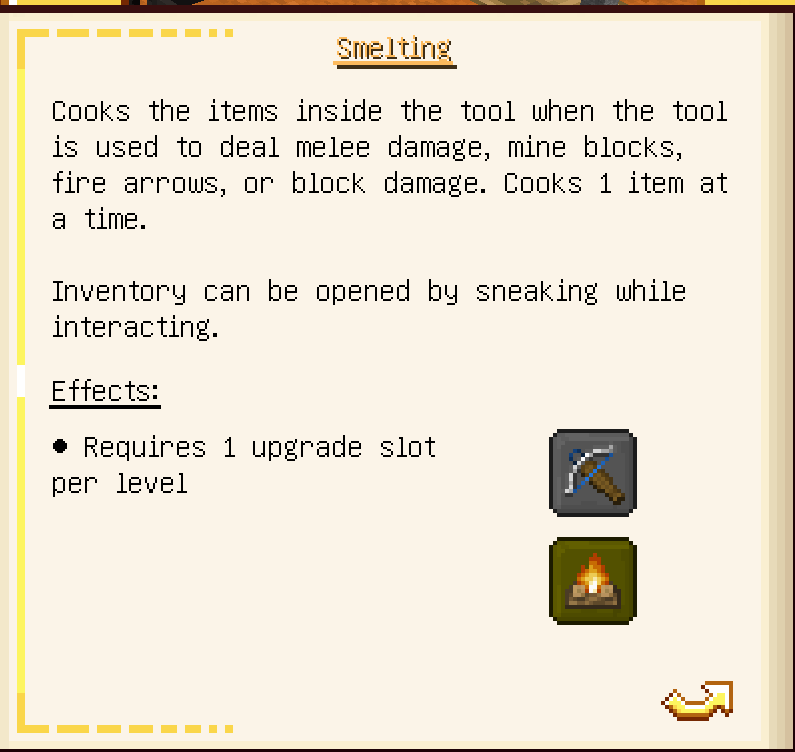 Smelting
Cooks the items inside the tool when the tool
is used to deal melee damage, mine blocks,
fire arrows, or block damage. Cooks 1 item at
a time.
Inventory can be opened by sneaking while
interacting.
Effects:
● Requires 1 upgrade slot
per level